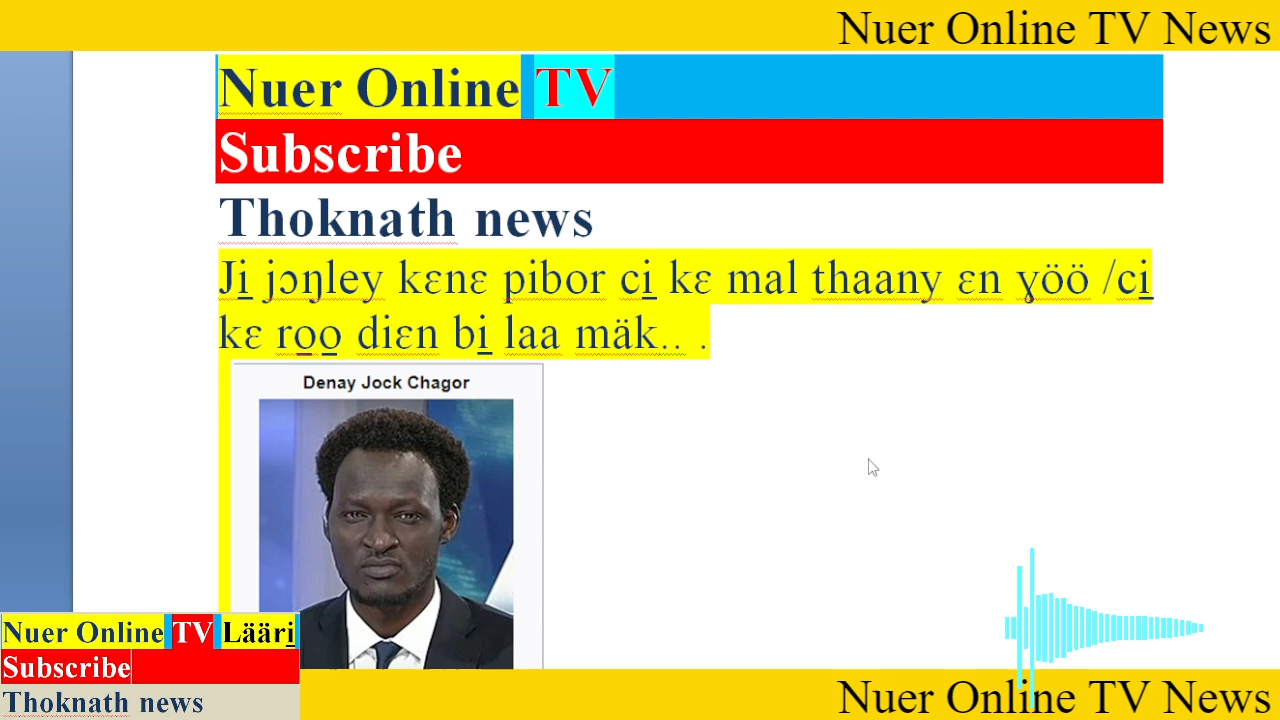 Nuer Online TV News
Nuer Online TV
Subscribe
Thoknath news
Ji̱ jɔŋley kɛnɛ pibor ci̱ kɛ mal thaany ɛn ɣöö /ci̱
kɛ ro̱o̱ diɛn bi̱ laa mäk.. .
Denay Jock Chagor
Nuer Online TV Lääri̱
Subscribe
Thoknath news
Nuer Online TV News